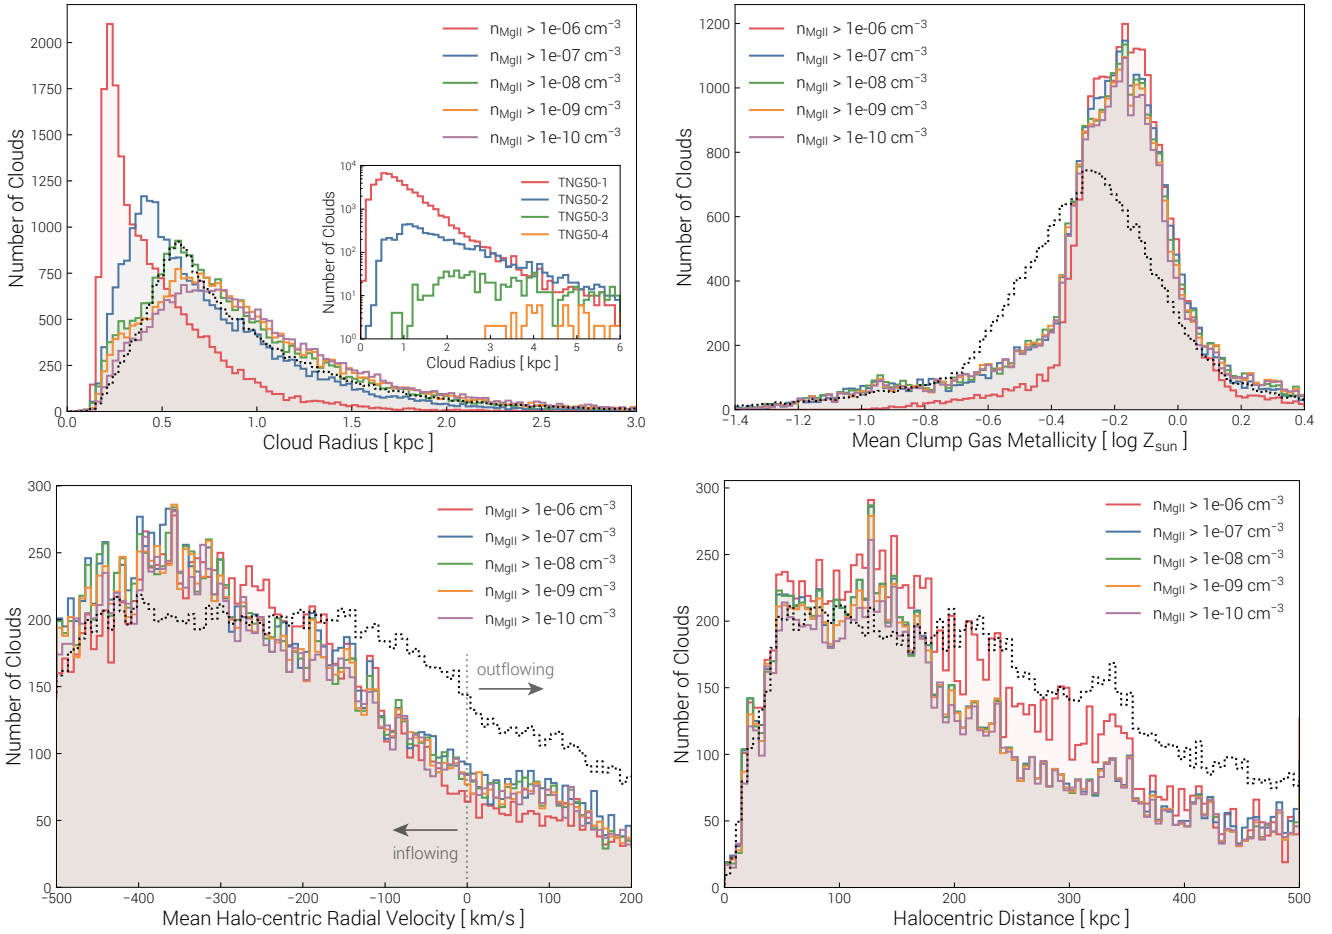 n_MgII > 1e-06 cm⁻³
n_MgII > 1e-07 cm⁻³
n_MgII > 1e-08 cm⁻³
n_MgII > 1e-09 cm⁻³
n_MgII > 1e-10 cm⁻³
2000
1750
1500
1250
1000
750
500
250
0
Number of Clouds
0.0 0.5 1.0 1.5 2.0 2.5 3.0
Cloud Radius [ kpc ]
TNG50-1
TNG50-2
TNG50-3
TNG50-4
10⁴
10³
10²
10¹
10⁰
Number of Clouds
0 1 2 3 4 5 6
Cloud Radius [ kpc ]
n_MgII > 1e-06 cm⁻³
n_MgII > 1e-07 cm⁻³
n_MgII > 1e-08 cm⁻³
n_MgII > 1e-09 cm⁻³
n_MgII > 1e-10 cm⁻³
1200
1000
800
600
400
200
0
Number of Clouds
−1.4 −1.2 −1.0 −0.8 −0.6 −0.4 −0.2 0.0 0.2 0.4
Mean Clump Gas Metallicity [ log Z_sun ]
n_MgII > 1e-06 cm⁻³
n_MgII > 1e-07 cm⁻³
n_MgII > 1e-08 cm⁻³
n_MgII > 1e-09 cm⁻³
n_MgII > 1e-10 cm⁻³
outflowing
inflowing
300
250
200
150
100
50
0
Number of Clouds
−500 −400 −300 −200 −100 0 100 200
Mean Halo-centric Radial Velocity [ km/s ]
n_MgII > 1e-06 cm⁻³
n_MgII > 1e-07 cm⁻³
n_MgII > 1e-08 cm⁻³
n_MgII > 1e-09 cm⁻³
n_MgII > 1e-10 cm⁻³
300
250
200
150
100
50
0
Number of Clouds
0 100 200 300 400 500
Halocentric Distance [ kpc ]